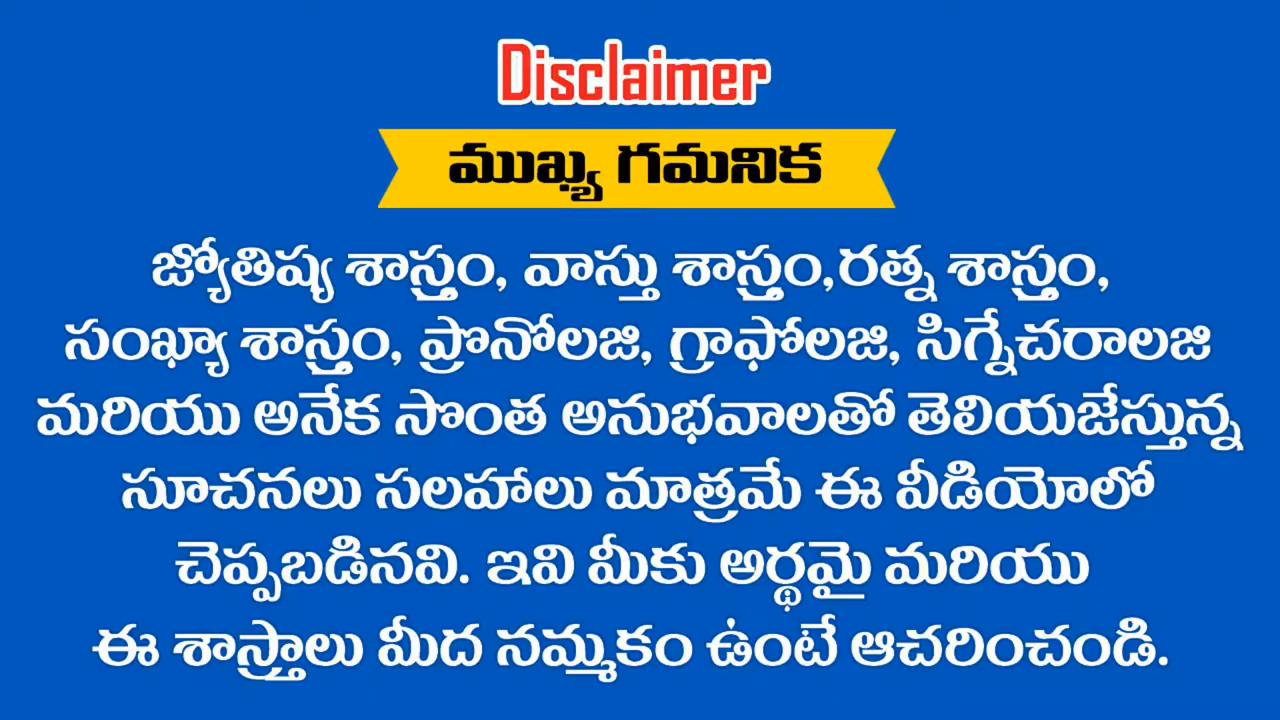 Disclaimer
ముఖ్య గమనిక
జ్యోతిష్య శాస్త్రం, వాస్తు శాస్త్రం,రత్న శాస్త్రం,
సంఖ్యా శాస్త్రం, ప్రొనోలజి, గ్రాఫోలజి, సిగ్నేచరాలజి
మరియు అనేక సొంత అనుభవాలతో తెలియజేస్తున్న
సూచనలు సలహాలు మాత్రమే ఈ వీడియోలో
చెప్పబడినవి. ఇవి మీకు అర్థమై మరియు
ఈ శాస్త్రాలు మీద నమ్మకం ఉంటే ఆచరించండి.